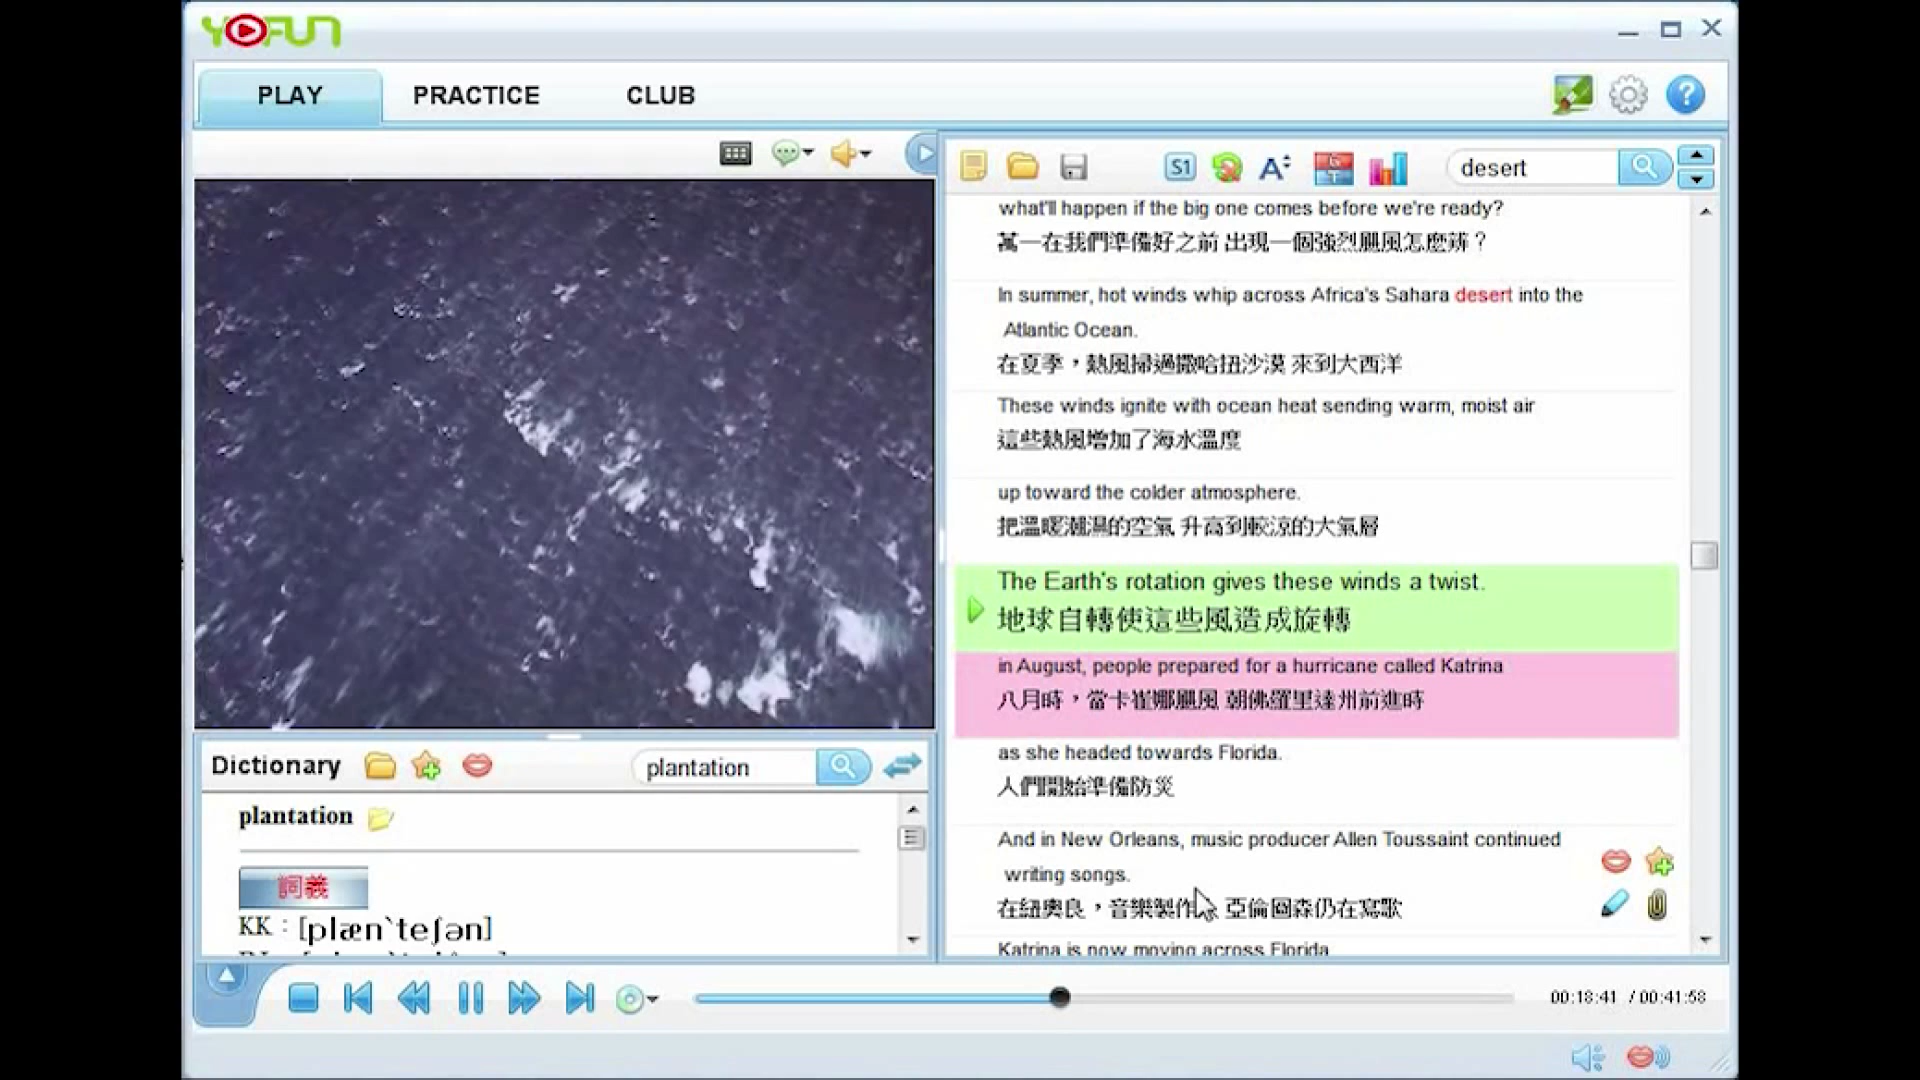 YOFUN
PLAY
PRACTICE
CLUB
S1
A
desert
what'll happen if the big one comes before we're ready?
萬一在我們準備好之前 出現一個強烈颶風怎麼辨？
In summer, hot winds whip across Africa's Sahara desert into the
Atlantic Ocean.
在夏季，熱風掃過撒哈拉沙漠 來到大西洋
These winds ignite with ocean heat sending warm, moist air
這些熱風增加了海水溫度
up toward the colder atmosphere.
把溫暖潮濕的空氣 升高到較涼的大氣層
The Earth's rotation gives these winds a twist.
地球自轉使這些風造成旋轉
in August, people prepared for a hurricane called Katrina
八月時，當卡崔娜颶風 朝佛羅里達州前進時
as she headed towards Florida.
人們開始準備防災
And in New Orleans, music producer Allen Toussaint continued
writing songs.
在紐奧良，音樂製作人 亞倫圖森仍在寫歌
Katrina is now moving across Florida
Dictionary
plantation
plantation
詞義
KK：[plæn`teʃən]
00:18:41 / 00:41:58